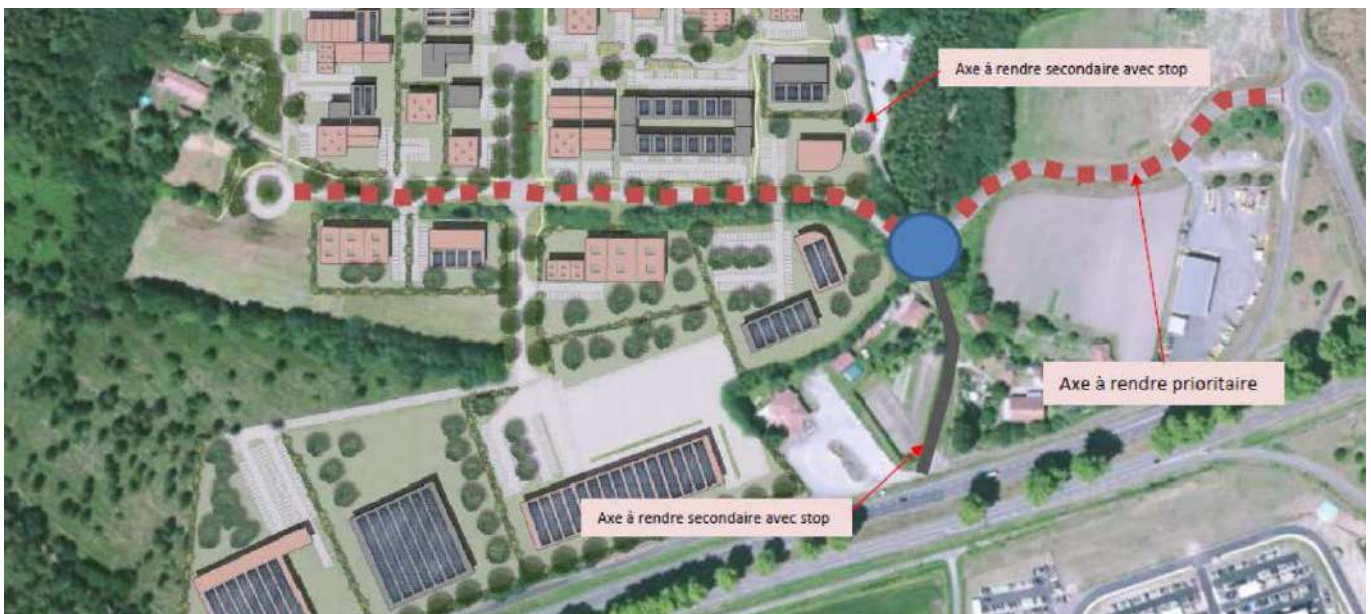 Axe à rendre secondaire avec stop
Axe à rendre prioritaire
Axe à rendre secondaire avec stop